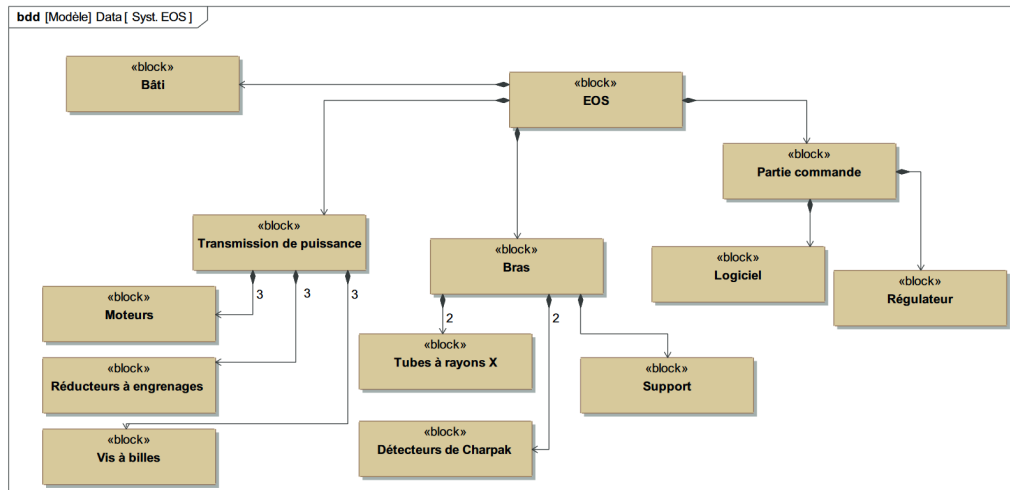 bdd [Modèle] Data [ Syst. EOS ]
«block»
Bâti
«block»
EOS
«block»
Partie commande
«block»
Transmission de puissance
«block»
Bras
«block»
Logiciel
«block»
Régulateur
3
3
3
«block»
Moteurs
2
2
«block»
Tubes à rayons X
«block»
Réducteurs à engrenages
«block»
Support
«block»
Vis à billes
«block»
Détecteurs de Charpak